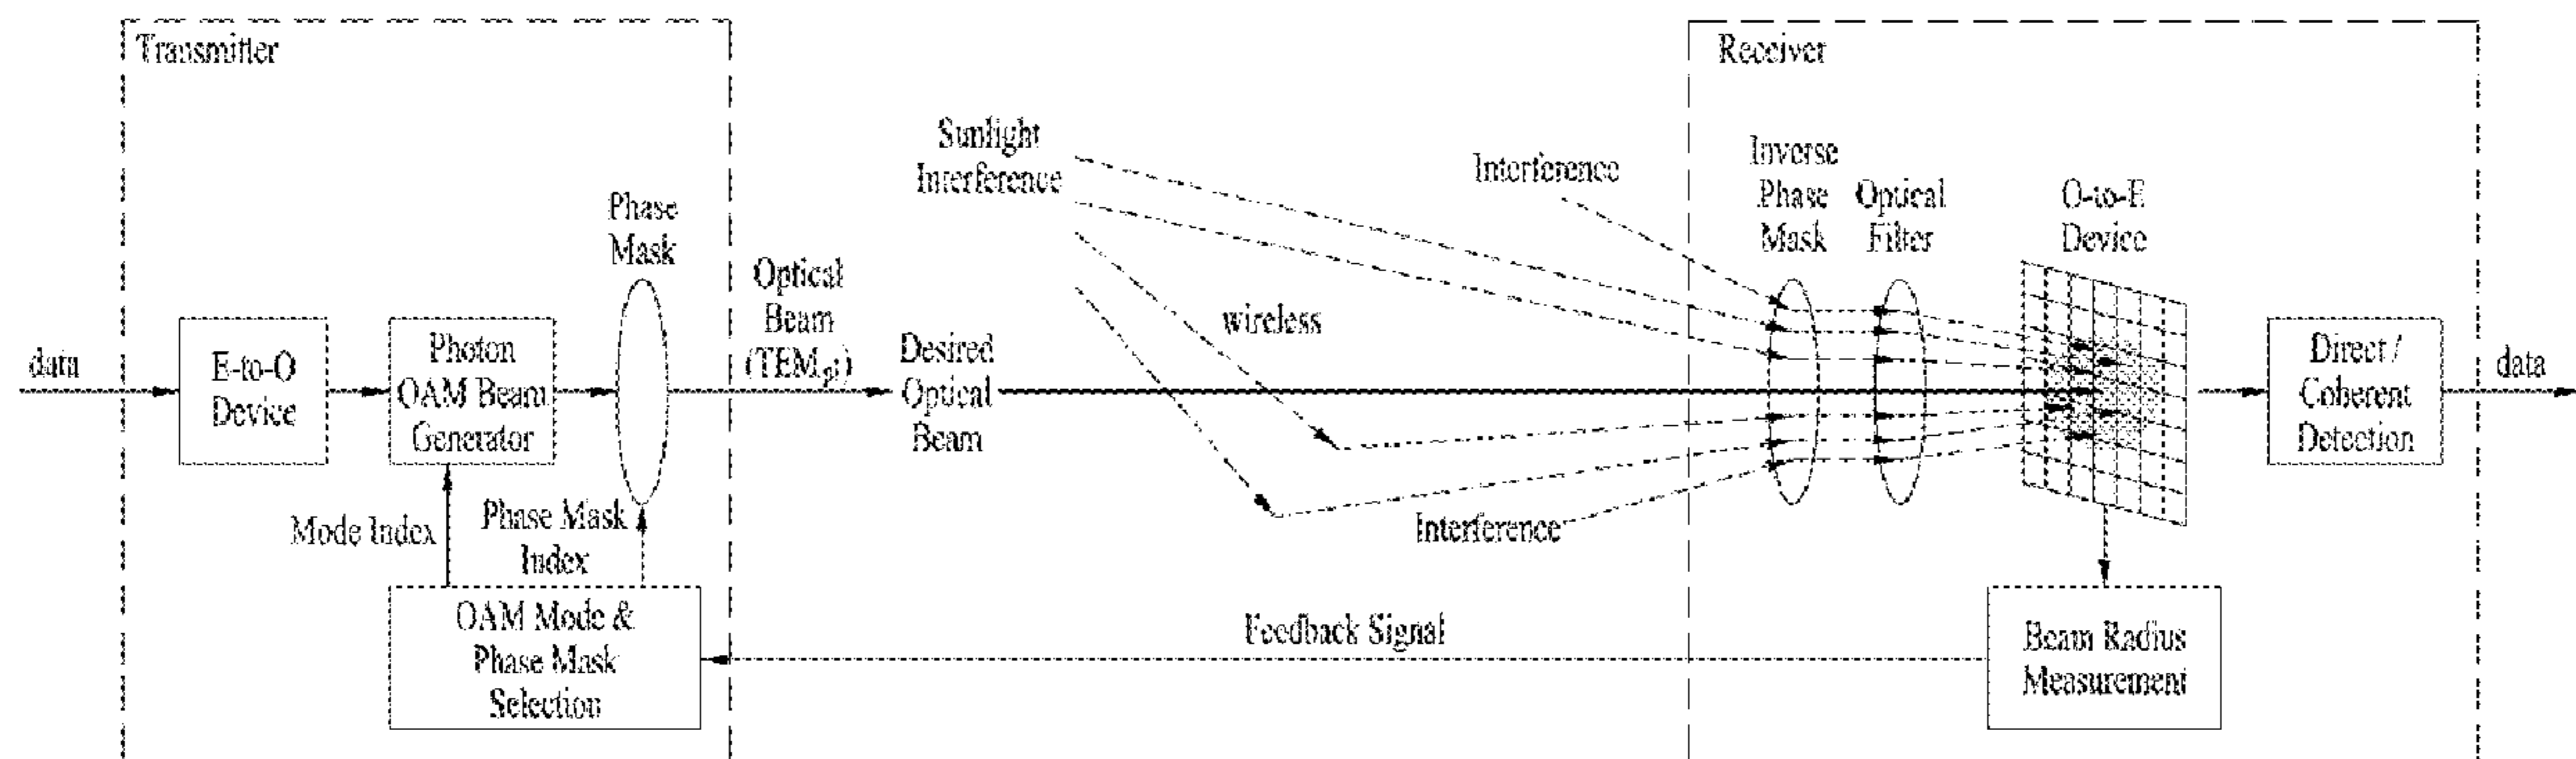 Transmitter
Receiver
data
E-to-O
Device
Photon
OAM Beam
Generator
Phase
Mask
Mode Index
Phase Mask
Index
OAM Mode &
Phase Mask
Selection
Optical
Beam
(TEMpl)
Desired
Optical
Beam
Sunlight
Interference
wireless
Interference
Interference
Feedback Signal
Inverse
Phase
Mask
Optical
Filter
O-to-E
Device
Beam Radius
Measurement
Direct /
Coherent
Detection
data